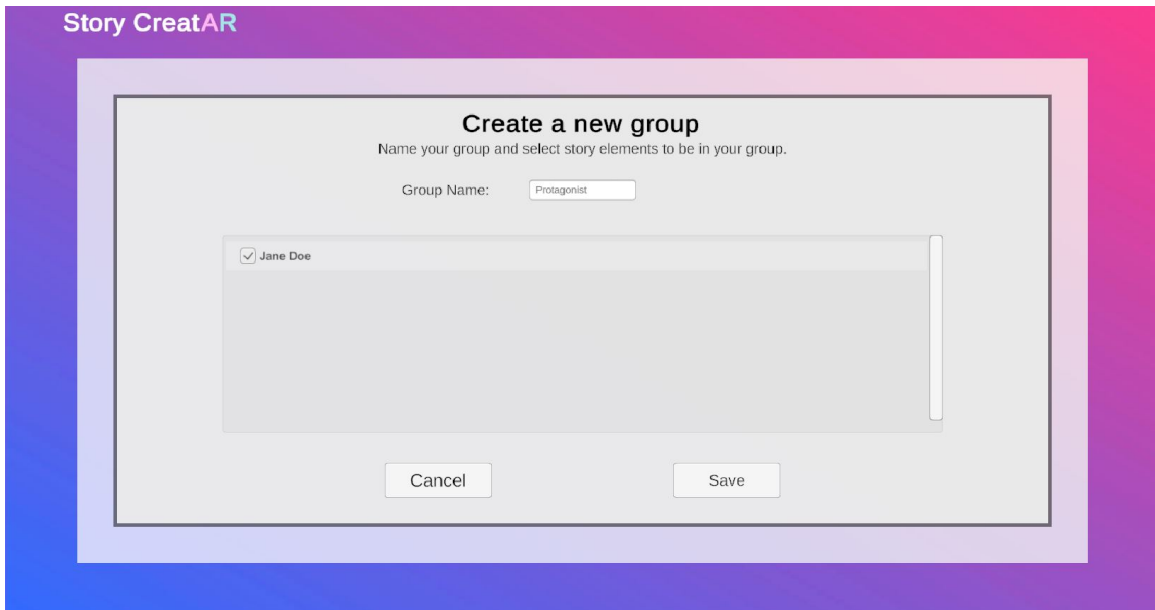 Story CreatAR
Create a new group
Name your group and select story elements to be in your group.
Group Name: Protagonist
Jane Doe
Cancel Save